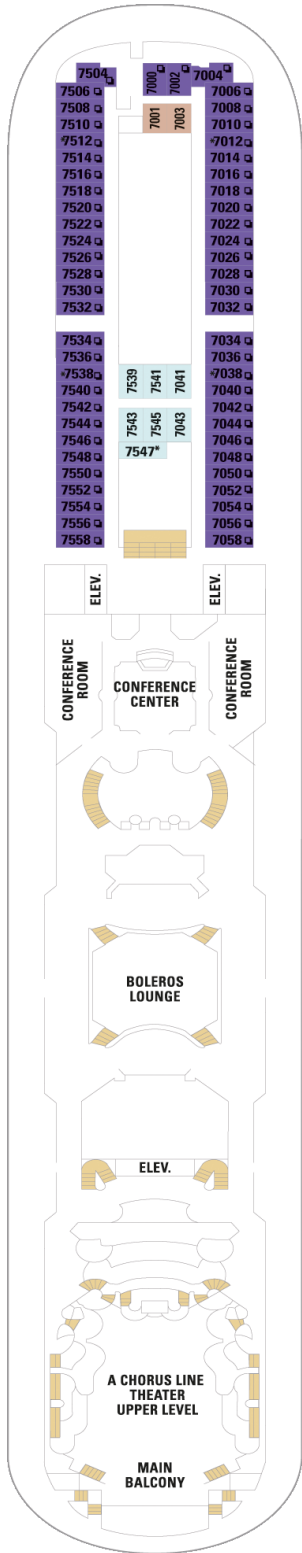 7504 7000 7002 7004
7506 7006
7508 7001 7003 7008
7510 7010
*7512 *7012
7514 7014
7516 7016
7518 7018
7520 7020
7522 7022
7524 7024
7526 7026
7528 7028
7530 7030
7532 7032
7534 7034
7536 7036
*7538 7539 7541 7041 *7038
7540 7040
7542 7042
7544 7543 7545 7043 7044
7546 7046
7548 7547* 7048
7550 7050
7552 7052
7554 7054
7556 7056
7558 7058
ELEV. ELEV.
CONFERENCE
ROOM
CONFERENCE
CENTER
CONFERENCE
ROOM
BOLEROS
LOUNGE
ELEV.
A CHORUS LINE
THEATER
UPPER LEVEL
MAIN
BALCONY